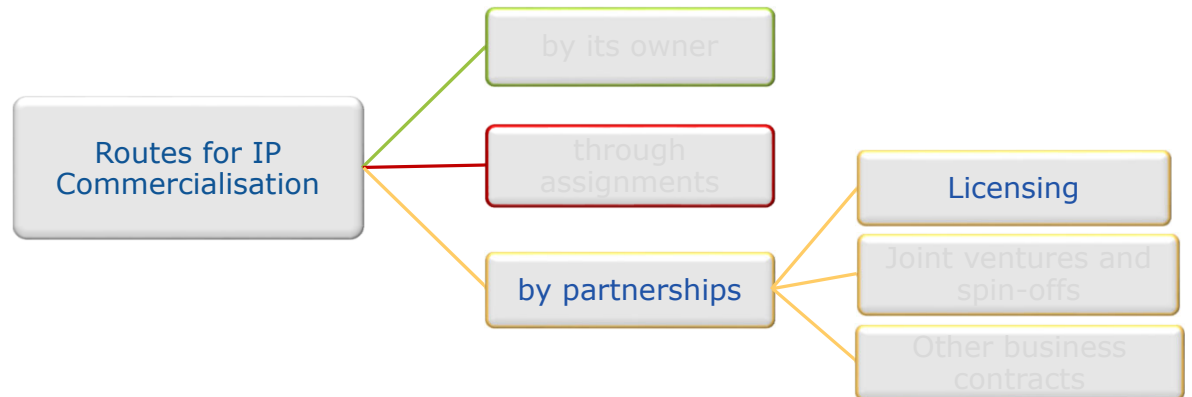 by its owner
Routes for IP
Commercialisation
through
assignments
by partnerships
Licensing
Joint ventures and
spin-offs
Other business
contracts